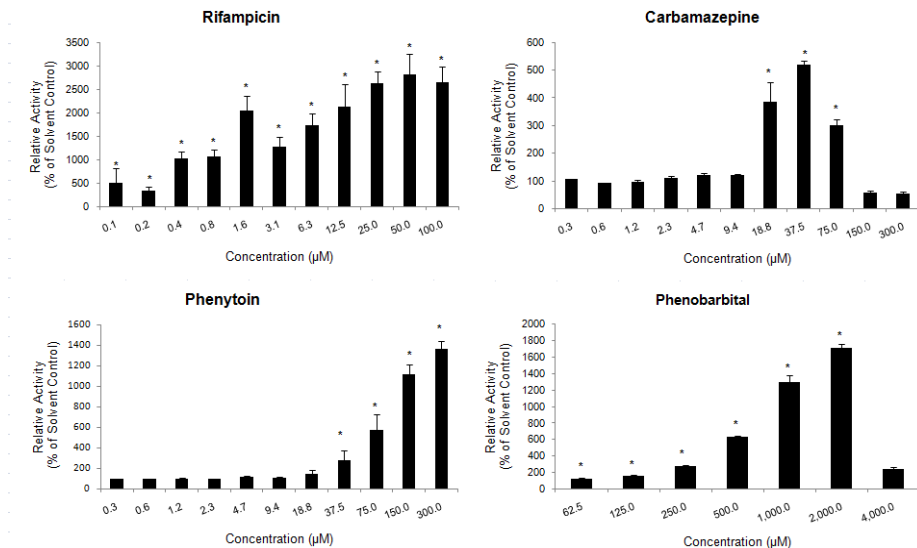 Rifampicin
Relative Activity
(% of Solvent Control)
3500
3000
2500
2000
1500
1000
500
0
* * * * * * * * * * *
0.1 0.2 0.4 0.8 1.6 3.1 6.3 12.5 25.0 50.0 100.0
Concentration (µM)
Carbamazepine
Relative Activity
(% of Solvent Control)
600
500
400
300
200
100
0
* * *
0.3 0.6 1.2 2.3 4.7 9.4 18.8 37.5 75.0 150.0 300.0
Concentration (µM)
Phenytoin
Relative Activity
(% of Solvent Control)
1600
1400
1200
1000
800
600
400
200
0
* * * *
0.3 0.6 1.2 2.3 4.7 9.4 18.8 37.5 75.0 150.0 300.0
Concentration (µM)
Phenobarbital
Relative Activity
(% of Solvent Control)
2000
1800
1600
1400
1200
1000
800
600
400
200
0
* * * * * *
62.5 125.0 250.0 500.0 1,000.0 2,000.0 4,000.0
Concentration (µM)